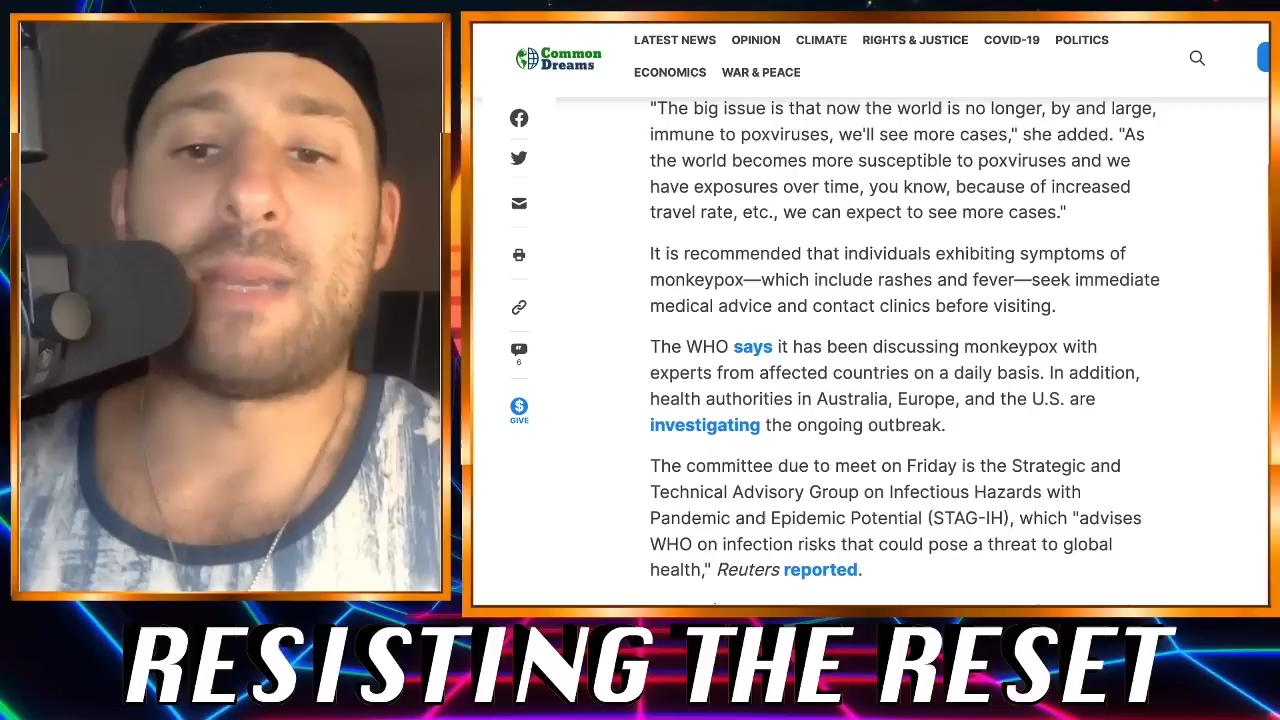 Common
Dreams
LATEST NEWS OPINION CLIMATE RIGHTS & JUSTICE COVID-19 POLITICS
ECONOMICS WAR & PEACE
"The big issue is that now the world is no longer, by and large,
immune to poxviruses, we'll see more cases," she added. "As
the world becomes more susceptible to poxviruses and we
have exposures over time, you know, because of increased
travel rate, etc., we can expect to see more cases."
It is recommended that individuals exhibiting symptoms of
monkeypox—which include rashes and fever—seek immediate
medical advice and contact clinics before visiting.
The WHO says it has been discussing monkeypox with
experts from affected countries on a daily basis. In addition,
health authorities in Australia, Europe, and the U.S. are
investigating the ongoing outbreak.
The committee due to meet on Friday is the Strategic and
Technical Advisory Group on Infectious Hazards with
Pandemic and Epidemic Potential (STAG-IH), which "advises
WHO on infection risks that could pose a threat to global
health," Reuters reported.
6
$
GIVE
RESISTING THE RESET